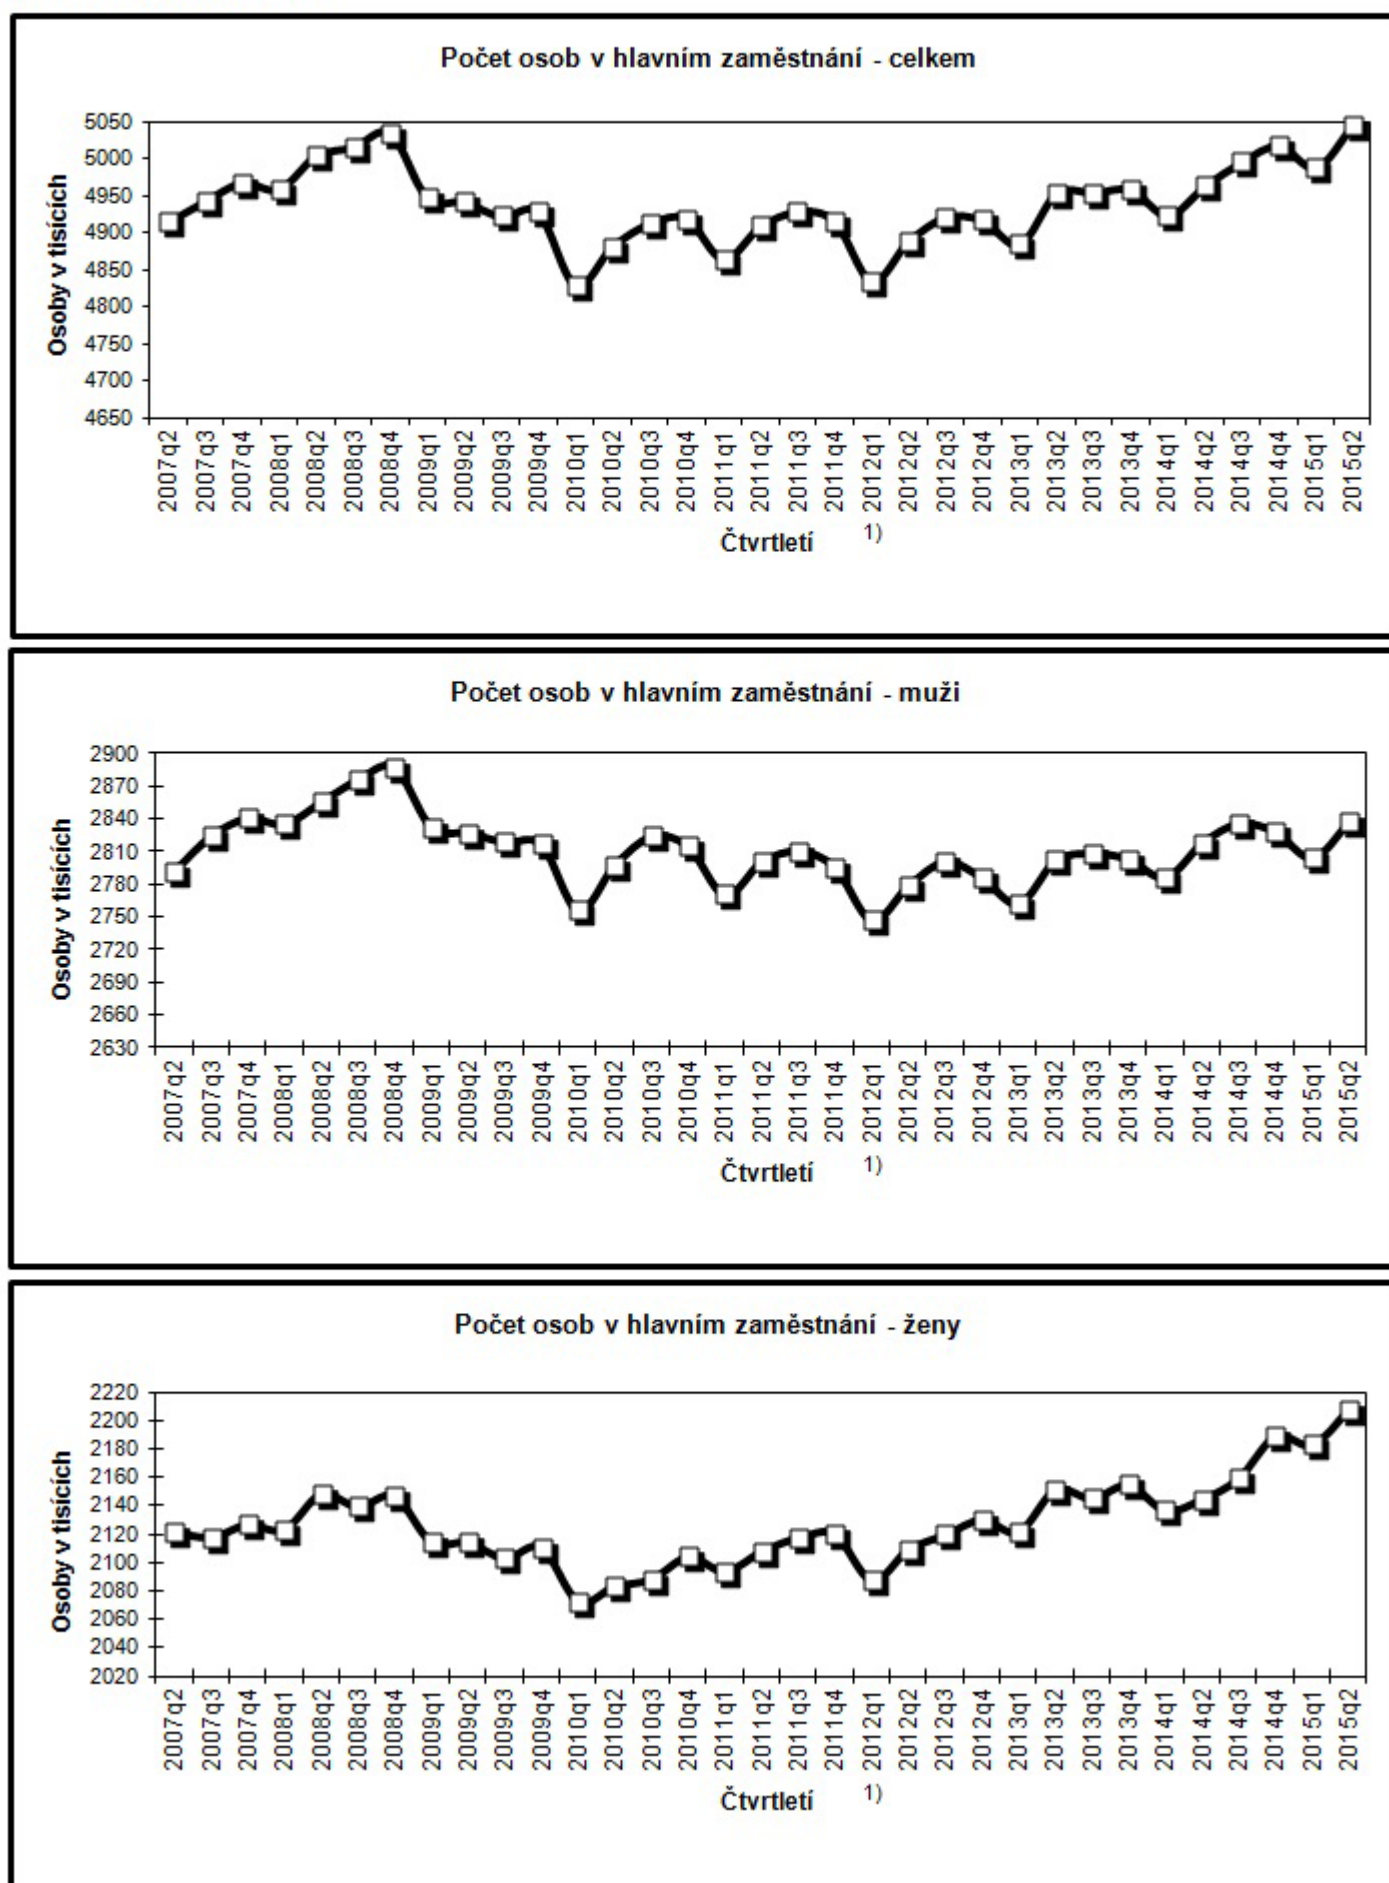 Počet osob v hlavním zaměstnání - celkem
Osoby v tisících
5050
5000
4950
4900
4850
4800
4750
4700
4650
2007q2 2007q3 2007q4 2008q1 2008q2 2008q3 2008q4 2009q1 2009q2 2009q3 2009q4 2010q1 2010q2 2010q3 2010q4 2011q1 2011q2 2011q3 2011q4 2012q1 2012q2 2012q3 2012q4 2013q1 2013q2 2013q3 2013q4 2014q1 2014q2 2014q3 2014q4 2015q1 2015q2
Čtvrtletí 1)
Počet osob v hlavním zaměstnání - muži
Osoby v tisících
2900
2870
2840
2810
2780
2750
2720
2690
2660
2630
2007q2 2007q3 2007q4 2008q1 2008q2 2008q3 2008q4 2009q1 2009q2 2009q3 2009q4 2010q1 2010q2 2010q3 2010q4 2011q1 2011q2 2011q3 2011q4 2012q1 2012q2 2012q3 2012q4 2013q1 2013q2 2013q3 2013q4 2014q1 2014q2 2014q3 2014q4 2015q1 2015q2
Čtvrtletí 1)
Počet osob v hlavním zaměstnání - ženy
Osoby v tisících
2220
2200
2180
2160
2140
2120
2100
2080
2060
2040
2020
2007q2 2007q3 2007q4 2008q1 2008q2 2008q3 2008q4 2009q1 2009q2 2009q3 2009q4 2010q1 2010q2 2010q3 2010q4 2011q1 2011q2 2011q3 2011q4 2012q1 2012q2 2012q3 2012q4 2013q1 2013q2 2013q3 2013q4 2014q1 2014q2 2014q3 2014q4 2015q1 2015q2
Čtvrtletí 1)